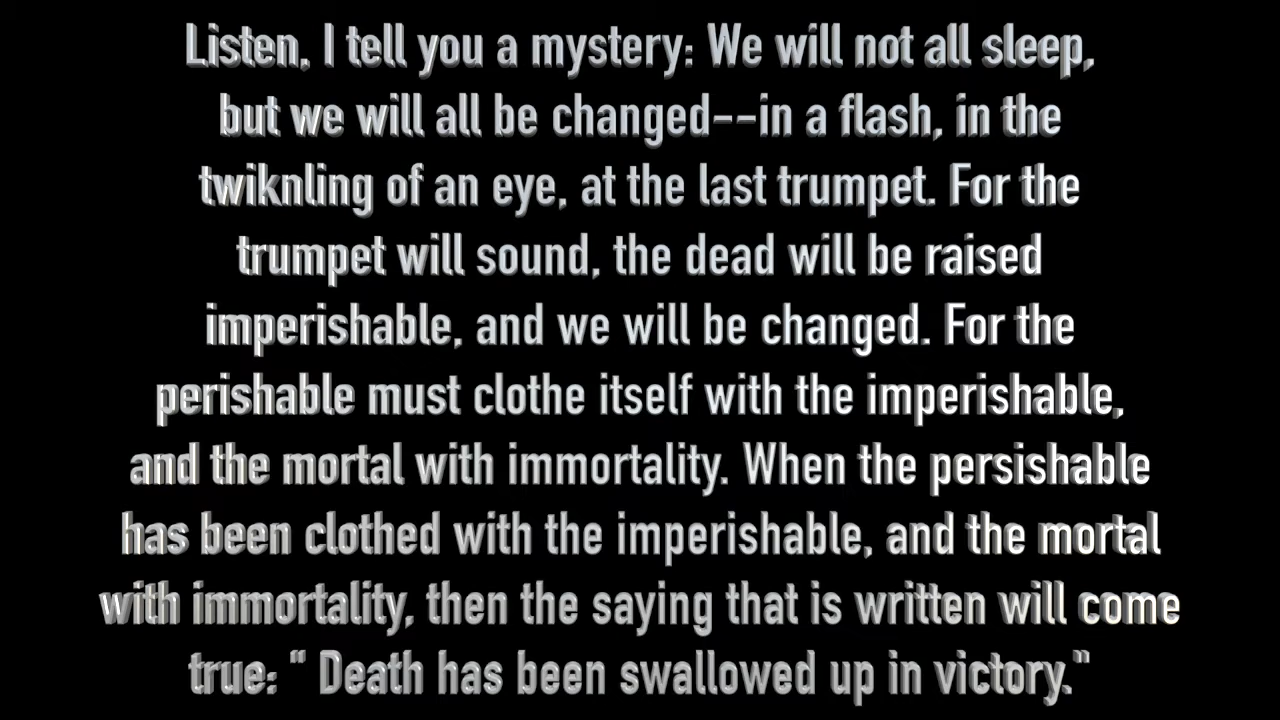 Listen, I tell you a mystery: We will not all sleep,
but we will all be changed--in a flash, in the
twiknling of an eye, at the last trumpet. For the
trumpet will sound, the dead will be raised
imperishable, and we will be changed. For the
perishable must clothe itself with the imperishable,
and the mortal with immortality. When the persishable
has been clothed with the imperishable, and the mortal
with immortality, then the saying that is written will come
true: " Death has been swallowed up in victory."